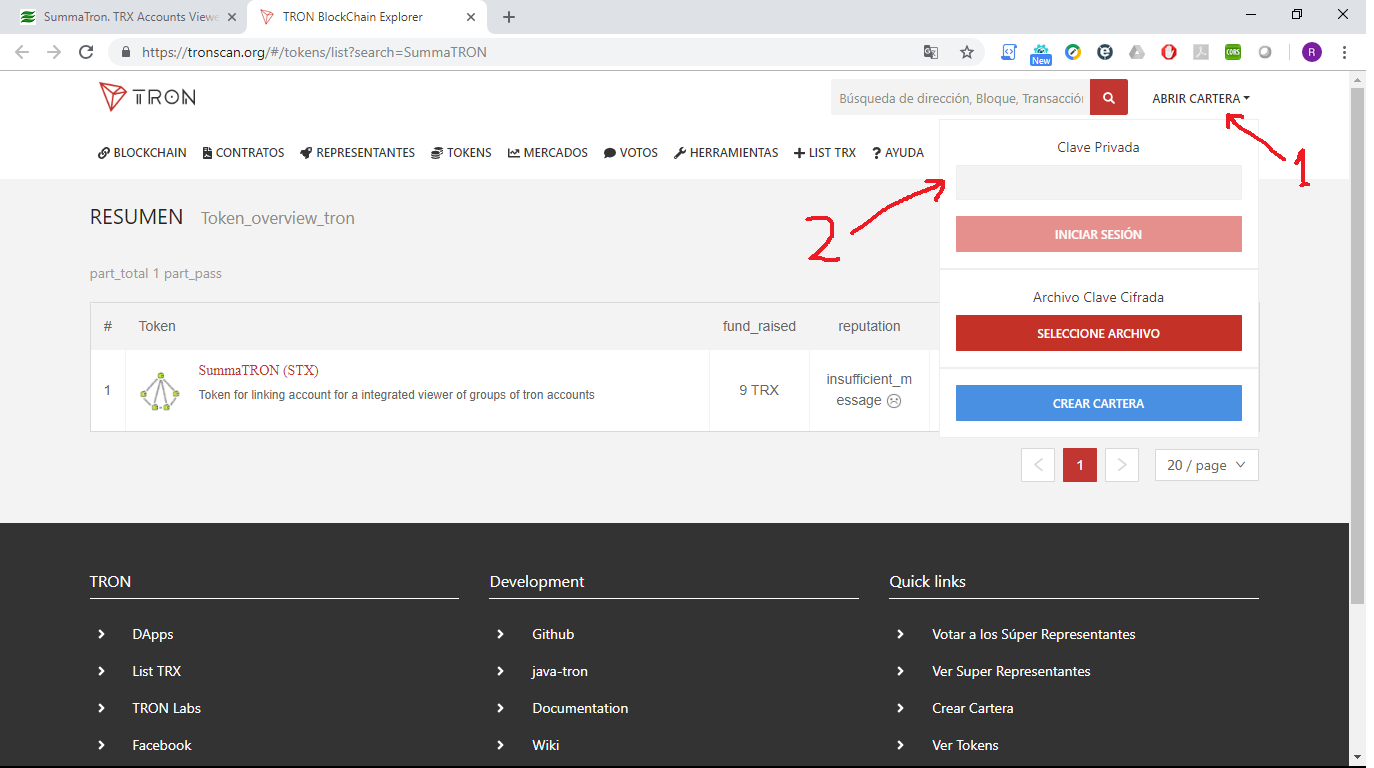 SummaTron. TRX Accounts Viewe
TRON BlockChain Explorer
https://tronscan.org/#/tokens/list?search=SummaTRON
New
CORS
R
TRON
Búsqueda de dirección, Bloque, Transacción
ABRIR CARTERA
BLOCKCHAIN
CONTRATOS
REPRESENTANTES
TOKENS
MERCADOS
VOTOS
HERRAMIENTAS
LIST TRX
AYUDA
1
Clave Privada
2
INICIAR SESIÓN
Archivo Clave Cifrada
SELECCIONE ARCHIVO
CREAR CARTERA
RESUMEN Token_overview_tron
part_total 1 part_pass
# Token fund_raised reputation
1
SummaTRON (STX)
Token for linking account for a integrated viewer of groups of tron accounts
9 TRX
insufficient_m
essage
1
20 / page
TRON
DApps
List TRX
TRON Labs
Facebook
Development
Github
java-tron
Documentation
Wiki
Quick links
Votar a los Súper Representantes
Ver Super Representantes
Crear Cartera
Ver Tokens